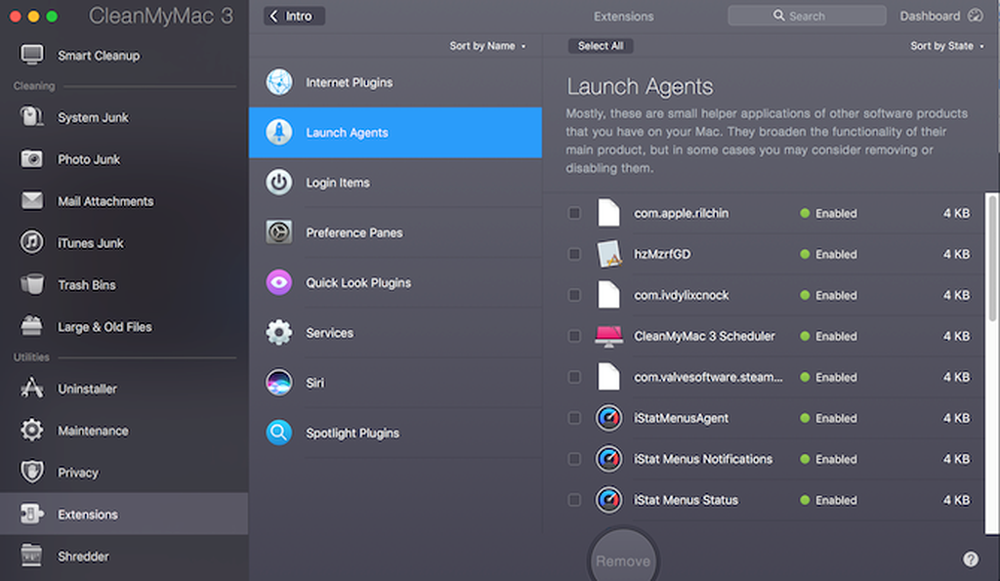 CleanMyMac 3
Smart Cleanup
Cleaning
System Junk
Photo Junk
Mail Attachments
iTunes Junk
Trash Bins
Large & Old Files
Utilities
Uninstaller
Maintenance
Privacy
Extensions
Shredder
Intro
Sort by Name
Internet Plugins
Launch Agents
Login Items
Preference Panes
Quick Look Plugins
Services
Siri
Spotlight Plugins
Extensions
Search
Dashboard
Select All
Sort by State
Launch Agents
Mostly, these are small helper applications of other software products
that you have on your Mac. They broaden the functionality of their
main product, but in some cases you may consider removing or
disabling them.
com.apple.rilchin Enabled 4 KB
hzMzrfGD Enabled 4 KB
com.ivdylixcnock Enabled 4 KB
CleanMyMac 3 Scheduler Enabled 4 KB
com.valvesoftware.steam... Enabled 4 KB
iStatMenusAgent Enabled 4 KB
iStat Menus Notifications Enabled 4 KB
iStat Menus Status Enabled 4 KB
Remove
?